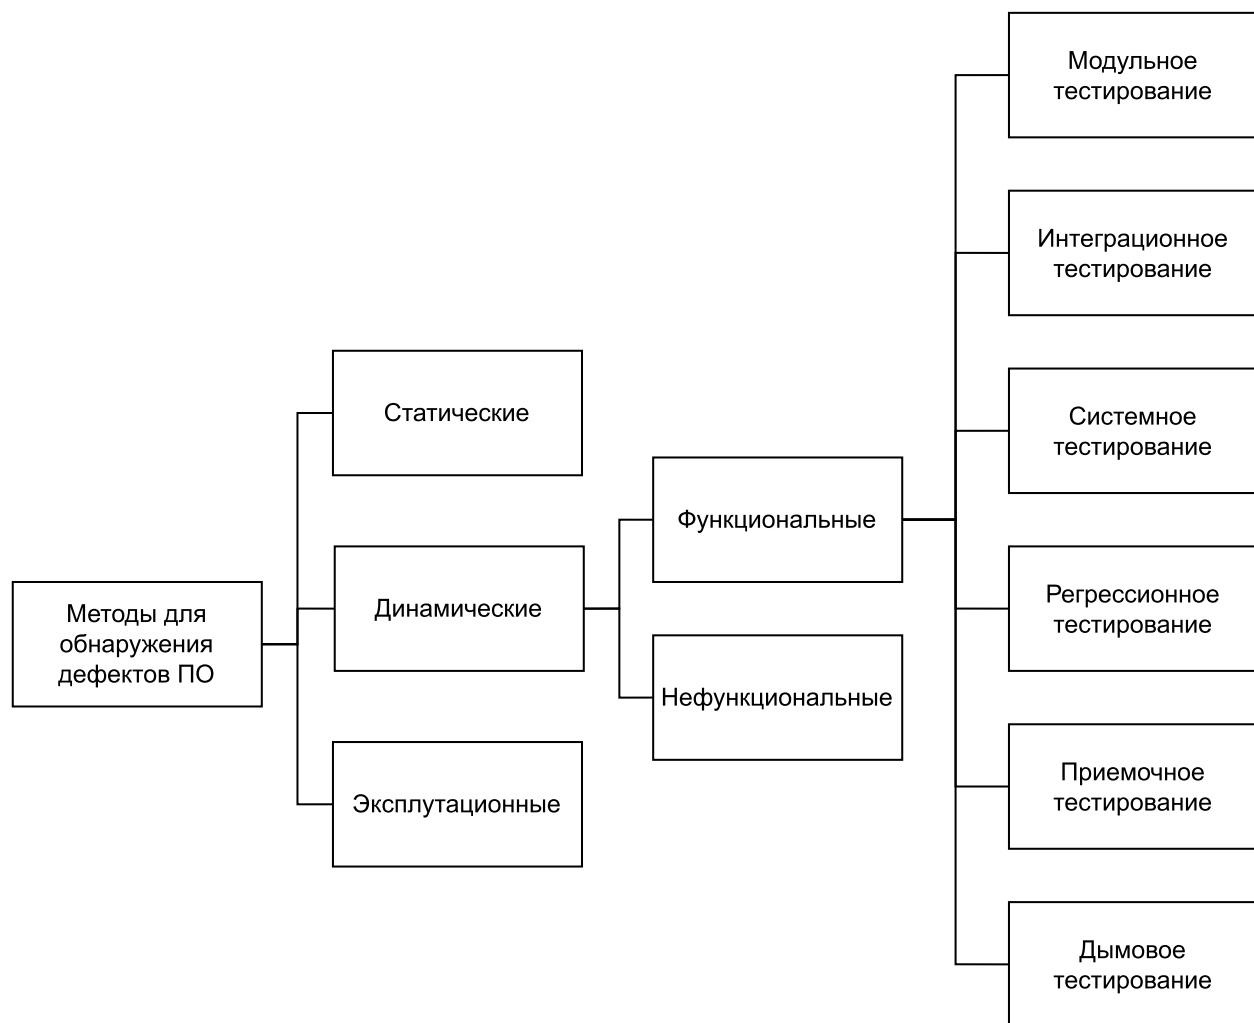 Методы для
обнаружения
дефектов ПО
Статические
Динамические
Эксплутационные
Функциональные
Нефункциональные
Модульное
тестирование
Интеграционное
тестирование
Системное
тестирование
Регрессионное
тестирование
Приемочное
тестирование
Дымовое
тестирование